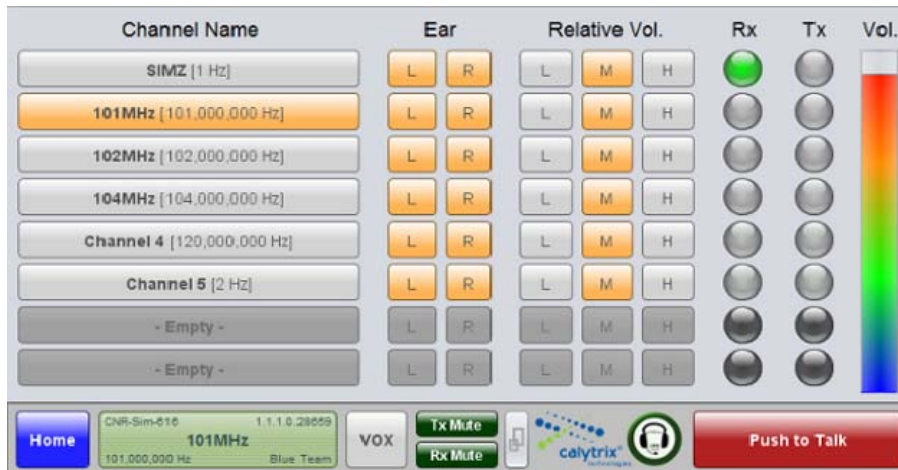 Channel Name Ear Relative Vol. Rx Tx Vol.
SIMZ [1 Hz] L R L M H
101MHz [101,000,000 Hz] L R L M H
102MHz [102,000,000 Hz] L R L M H
104MHz [104,000,000 Hz] L R L M H
Channel 4 [120,000,000 Hz] L R L M H
Channel 5 [2 Hz] L R L M H
- Empty - L R L M H
- Empty - L R L M H
Home
CNR-Sim-616 1.1.1.0.28659
101MHz
101,000,000 Hz Blue Team
VOX
Tx Mute
Rx Mute
calytrix
technologies
Push to Talk